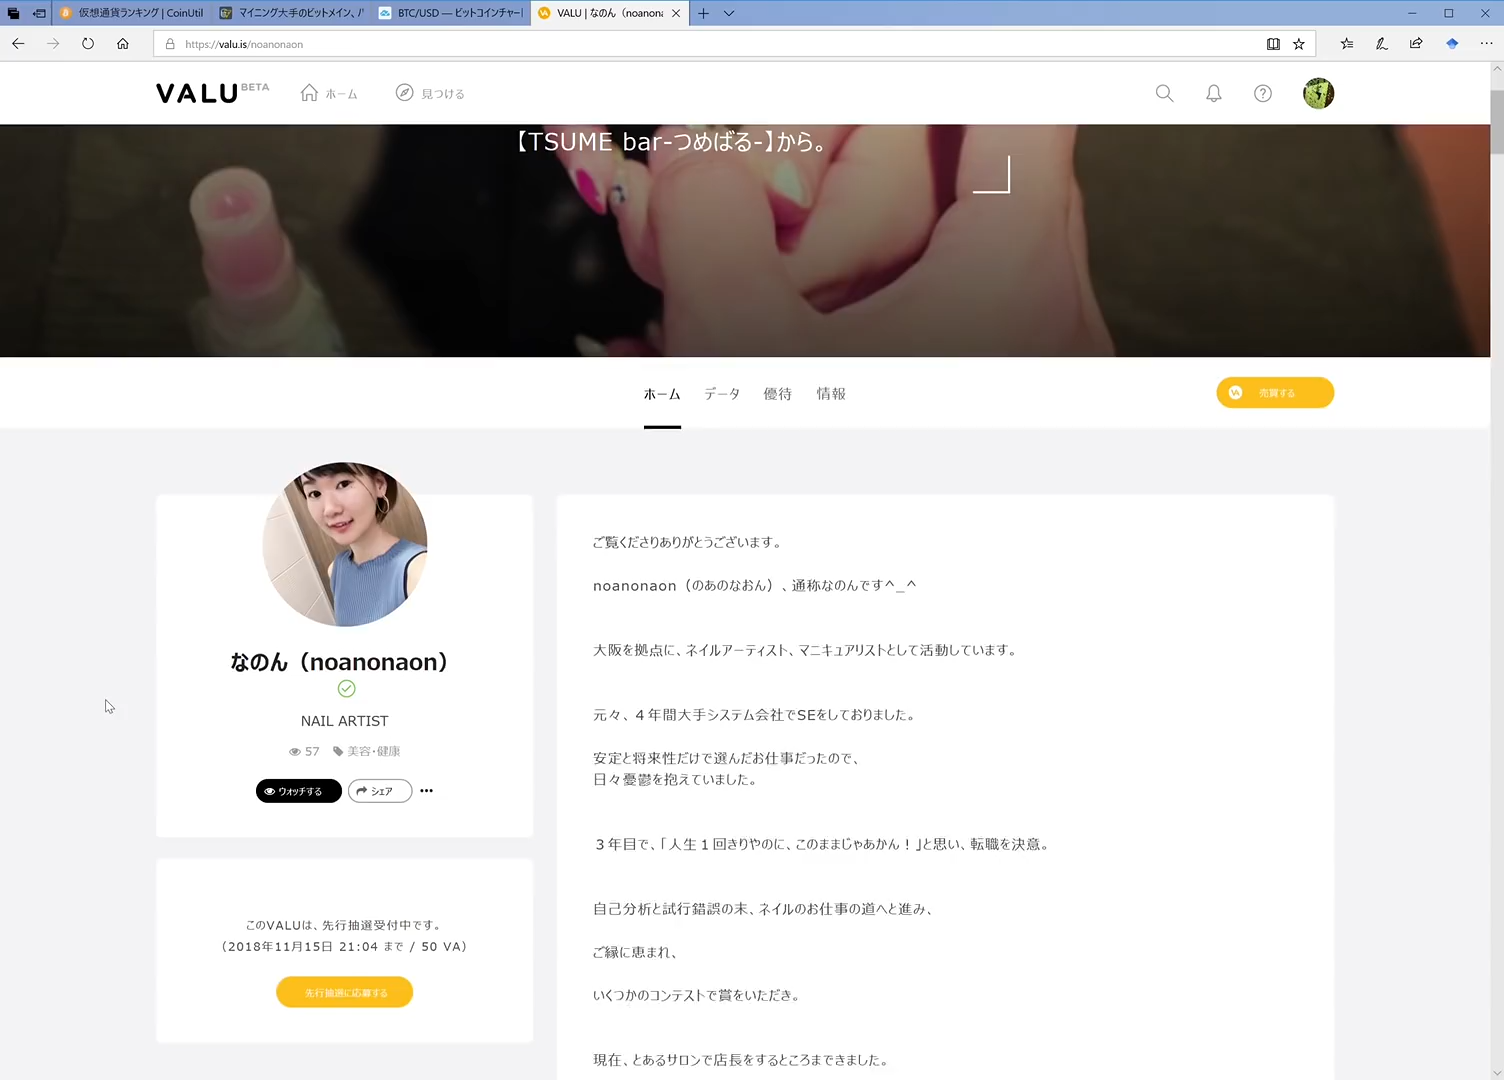 仮想通貨ランキング | CoinUtil
マイニング大手のビットメイン、パ
BTC/USD — ビットコインチャート
VALU | なのん（noanona
https://valu.is/noanonaon
VALU BETA
ホーム
見つける
【TSUME bar-つめばる-】から。
ホーム データ 優待 情報
売買する
なのん（noanonaon）
NAIL ARTIST
57 美容・健康
ウォッチする シェア •••
このVALUは、先行抽選受付中です。
（2018年11月15日 21:04 まで / 50 VA）
先行抽選に応募する
ご覧くださりありがとうございます。
noanonaon（のあのなおん）、通称なのんです^_^
大阪を拠点に、ネイルアーティスト、マニキュアリストとして活動しています。
元々、４年間大手システム会社でSEをしておりました。
安定と将来性だけで選んだお仕事だったので、
日々憂鬱を抱えていました。
３年目で、「人生１回きりやのに、このままじゃあかん！」と思い、転職を決意。
自己分析と試行錯誤の末、ネイルのお仕事の道へと進み、
ご縁に恵まれ、
いくつかのコンテストで賞をいただき。
現在、とあるサロンで店長をするところまできました。